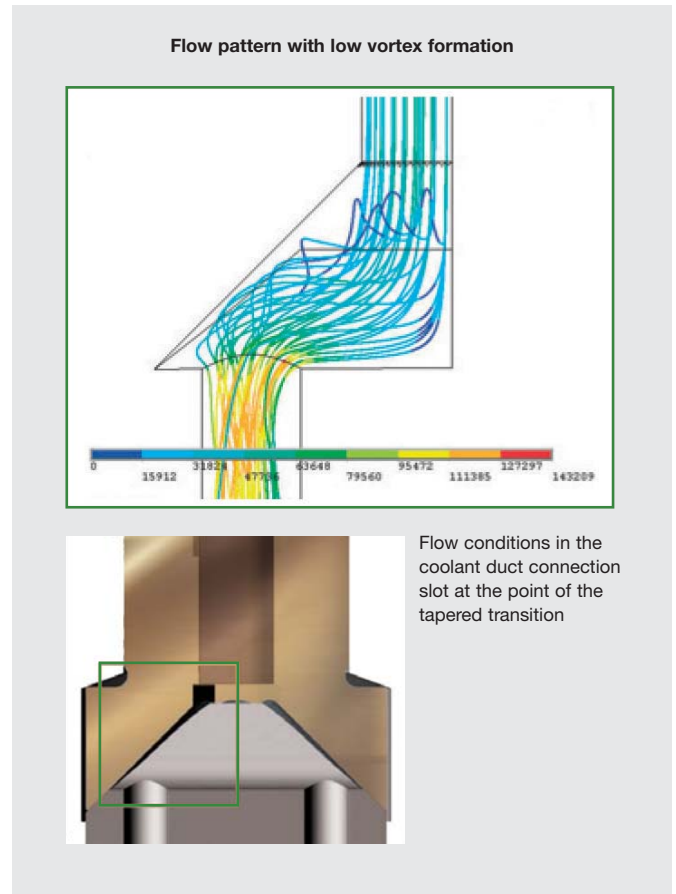 Flow pattern with low vortex formation
0 31824 63648 95472 127297
15912 47736 79560 111385 143209
Flow conditions in the
coolant duct connection
slot at the point of the
tapered transition